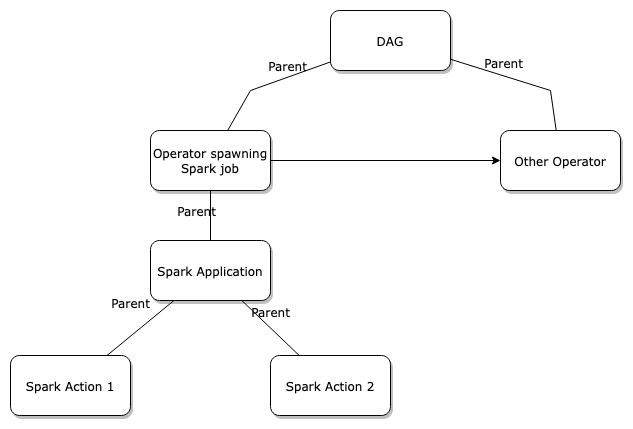 DAG
Parent
Parent
Operator spawning
Spark job
Other Operator
Parent
Spark Application
Parent
Parent
Spark Action 1
Spark Action 2